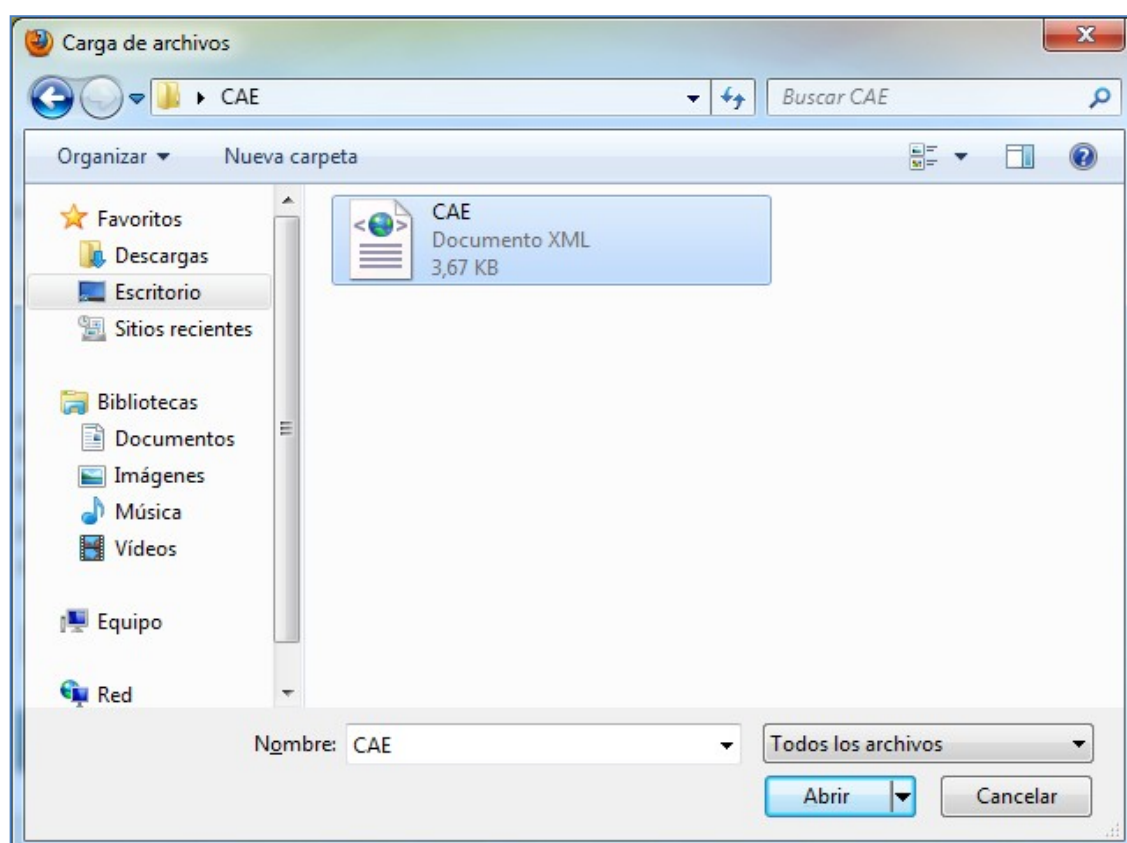 Carga de archivos
CAE
Buscar CAE
Organizar
Nueva carpeta
Favoritos
Descargas
Escritorio
Sitios recientes
Bibliotecas
Documentos
Imágenes
Música
Vídeos
Equipo
Red
CAE
Documento XML
3,67 KB
Nombre: CAE
Todos los archivos
Abrir
Cancelar